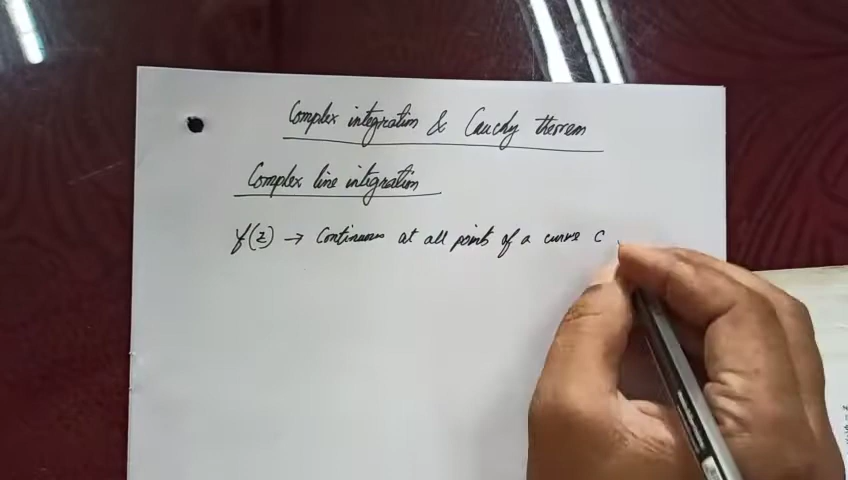 Complex integration & Cauchy theorem
Complex line integration
f(z) → Continuous at all point of a curve C